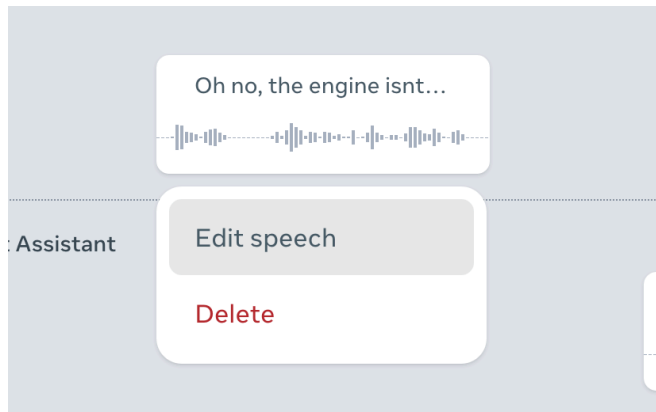 Oh no, the engine isnt...
Edit speech
: Assistant
Delete